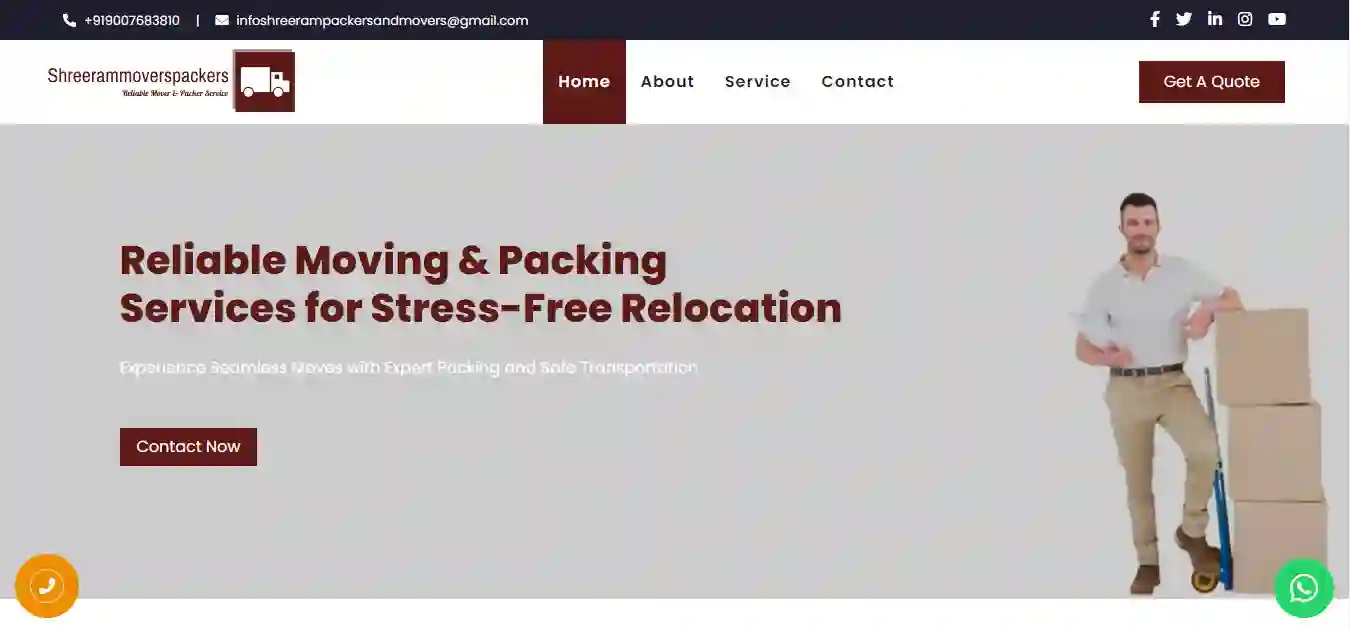 +919007683810 | infoshreerampackersandmovers@gmail.com
Shreerammoverspackers
Reliable Mover & Packer Service
Home About Service Contact
Get A Quote
Reliable Moving & Packing
Services for Stress-Free Relocation
Experience Seamless Moves with Expert Packing and Safe Transportation
Contact Now